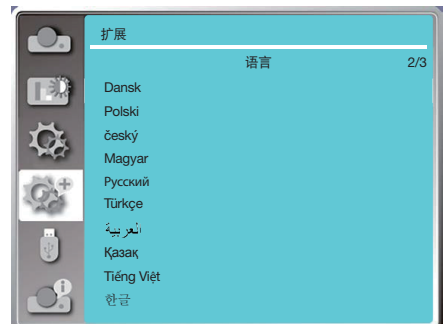 扩展
语言 2/3
Dansk
Polski
český
Magyar
Русский
Türkçe
العربية
Қазақ
Tiếng Việt
한글